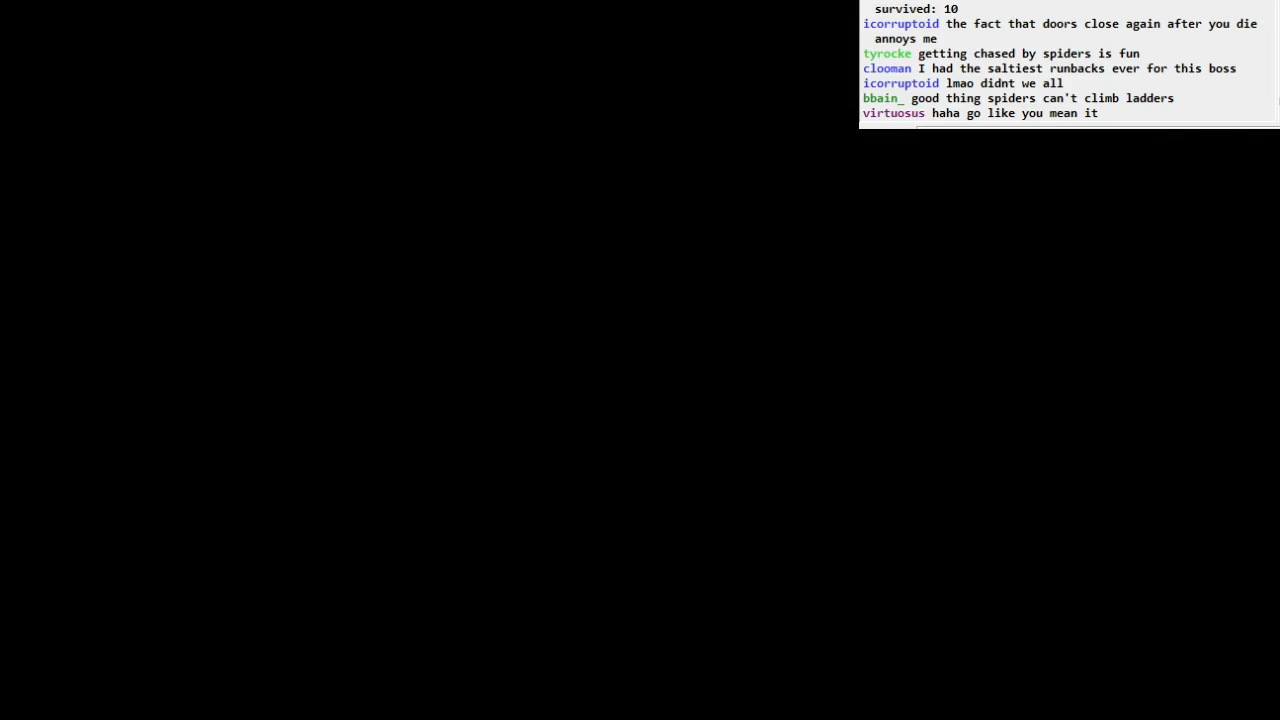 survived: 10
icorruptoid the fact that doors close again after you die
annoys me
tyrocke getting chased by spiders is fun
clooman I had the saltiest runbacks ever for this boss
icorruptoid lmao didnt we all
bbain_ good thing spiders can't climb ladders
virtuosus haha go like you mean it